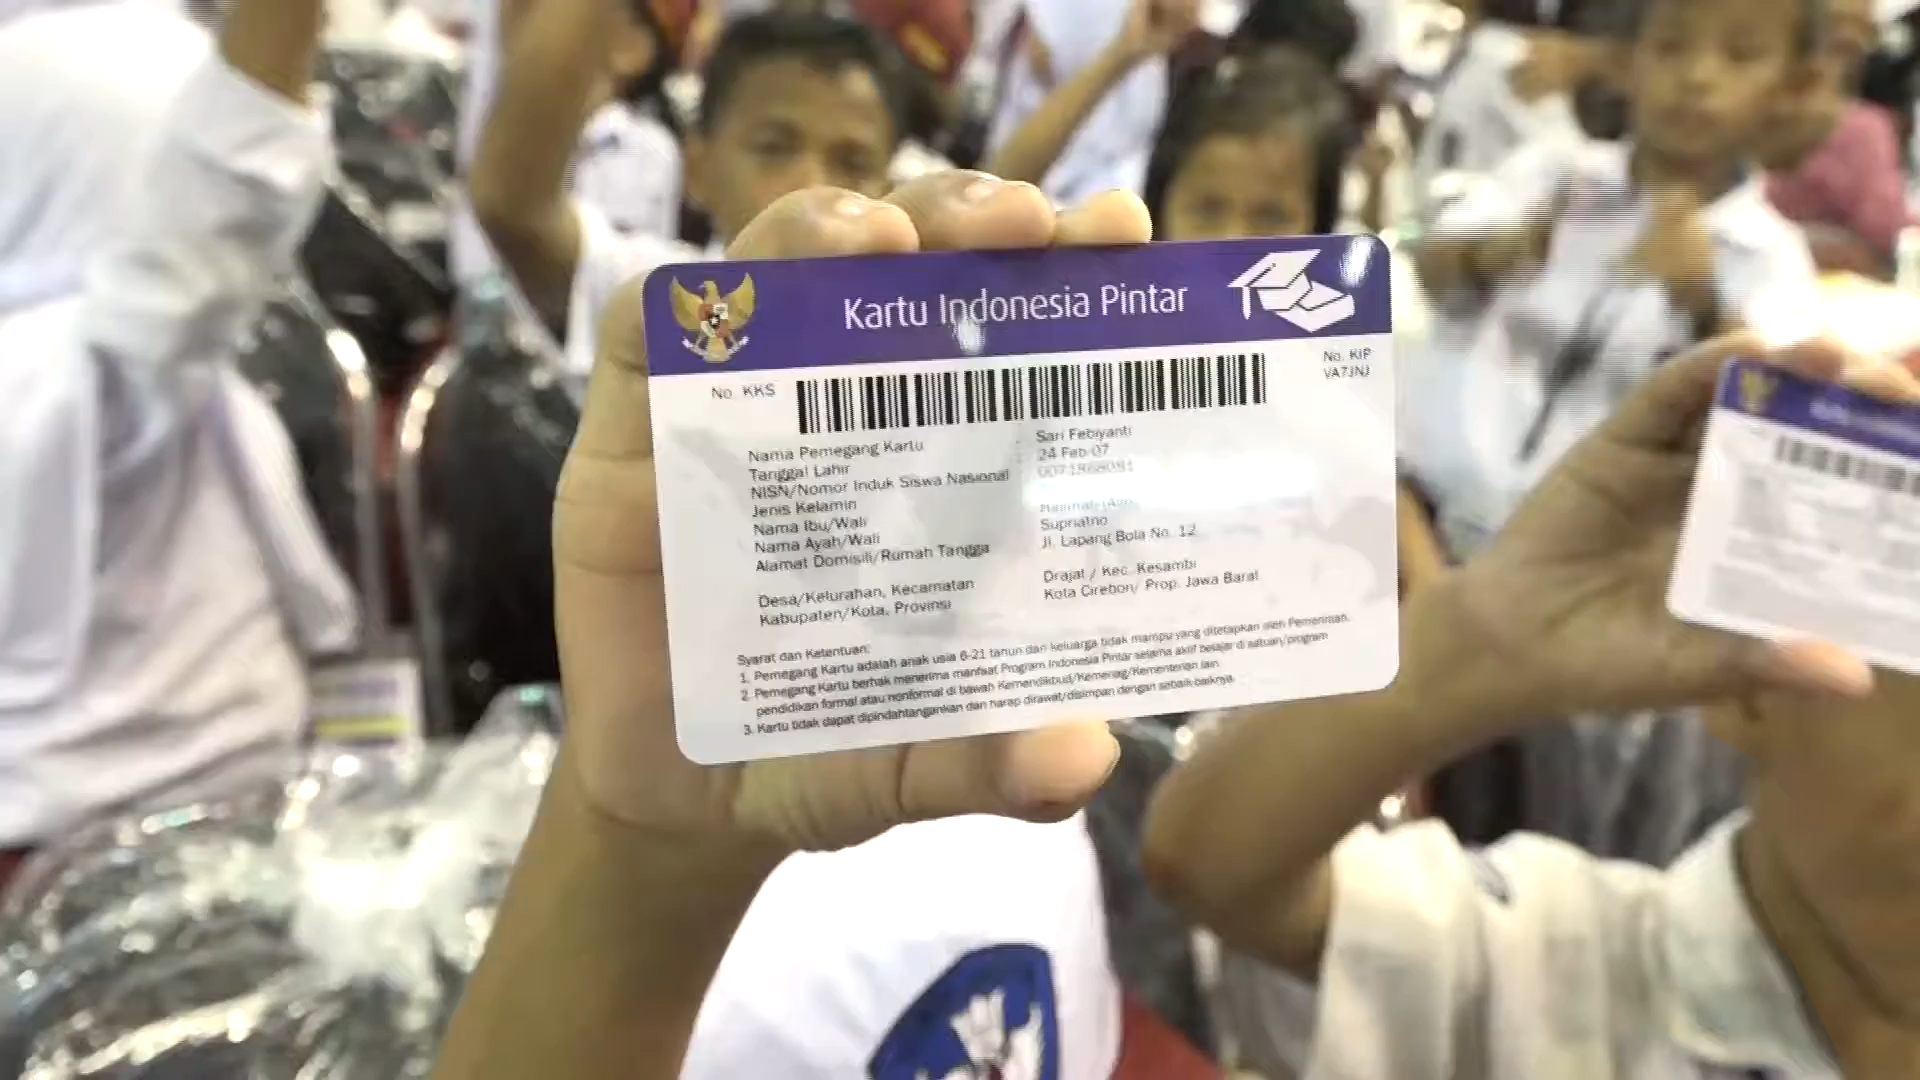 Kartu Indonesia Pintar
No. KKS
No. KIP
VA7JNJ
Nama Pemegang Kartu Sari Febiyanti
Tanggal Lahir 24 Feb 07
NISN/Nomor Induk Siswa Nasional
Jenis Kelamin
Nama Ibu/Wali
Nama Ayah/Wali Supriatno
Alamat Domisili/Rumah Tangga Jl. Lapang Bola No. 12
Desa/Kelurahan, Kecamatan Drajat / Kec. Kesambi
Kabupaten/Kota, Provinsi Kota Cirebon/ Prop. Jawa Barat
Syarat dan Ketentuan:
1. Pemegang Kartu adalah anak usia 6-21 tahun dari keluarga tidak mampu yang ditetapkan oleh Pemerintah.
2. Pemegang Kartu berhak menerima manfaat Program Indonesia Pintar selama aktif belajar di satuan/program
pendidikan formal atau nonformal di bawah Kemendikbud/Kemenag/Kementerian lain.
3. Kartu tidak dapat dipindahtangankan dan harap dirawat/disimpan dengan sebaik-baiknya.